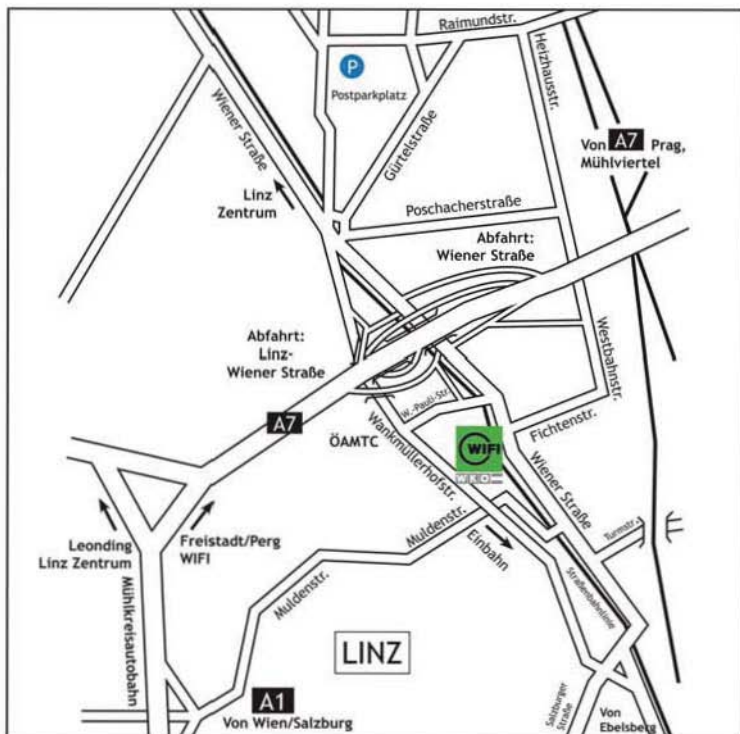 Raimundstr.
Heizhausstr.
P
Postparkplatz
Wiener Straße
Gürtelstraße
Von A7 Prag,
Mühlviertel
Linz
Zentrum
Poschacherstraße
Abfahrt:
Wiener Straße
Abfahrt:
Linz-
Wiener Straße
Westbahnstr.
A7
W.-Pauli-Str.
ÖAMTC
Wankmüllerhofstr.
WIFI
WKO
Fichtenstr.
Wiener Straße
Leonding
Linz Zentrum
Freistadt/Perg
WIFI
Muldenstr.
Einbahn
Turmstr.
Mühlkreisautobahn
Muldenstr.
Straßenbahnlinie
LINZ
A1
Von Wien/Salzburg
Salzburger
Straße
Von
Ebelsberg